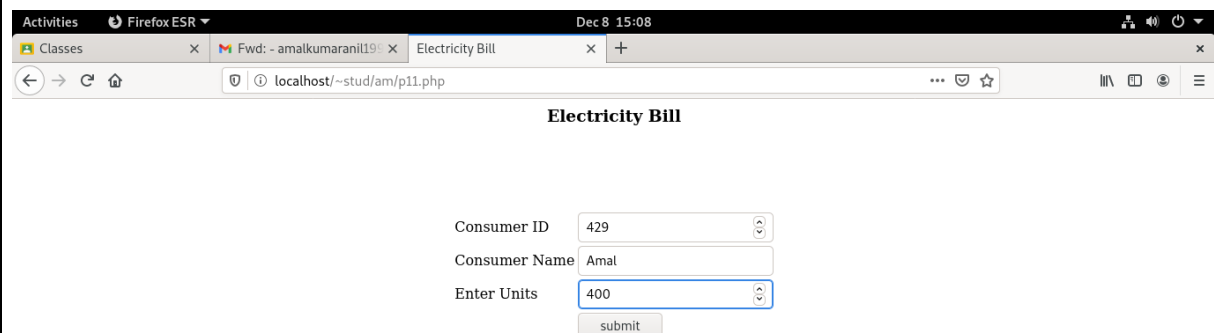 Activities Firefox ESR Dec 8 15:08
Classes Fwd: - amalkumaranil199 Electricity Bill
localhost/~stud/am/p11.php
Electricity Bill
Consumer ID 429
Consumer Name Amal
Enter Units 400
submit